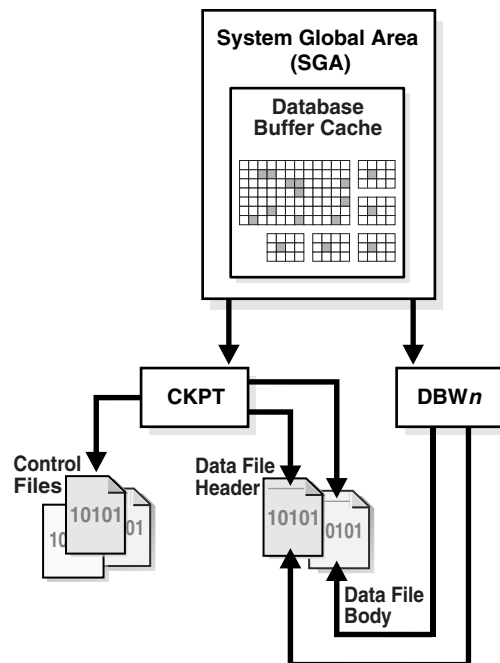 System Global Area
(SGA)
Database
Buffer Cache
CKPT
DBWn
Control
Files
Data File
Header
10101
10
01
10101
0101
Data File
Body